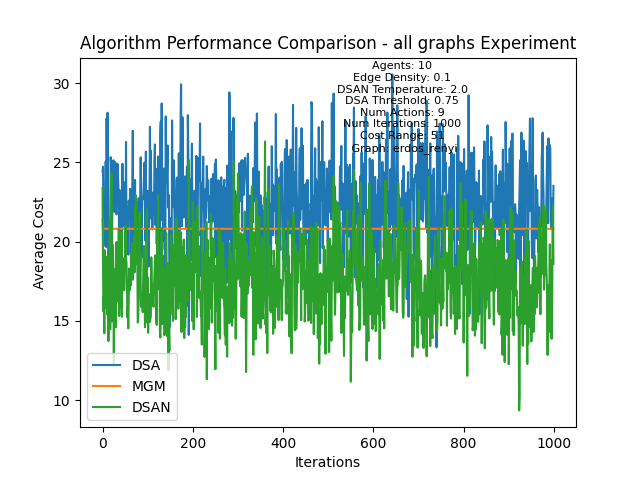 Algorithm Performance Comparison - all graphs Experiment
Agents: 10
Edge Density: 0.1
DSAN Temperature: 2.0
DSA Threshold: 0.75
Num Actions: 9
Num Iterations: 1000
Cost Range: 51
Graph: erdos_renyi
30
25
20
15
10
Average Cost
DSA
MGM
DSAN
0
200
400
600
800
1000
Iterations